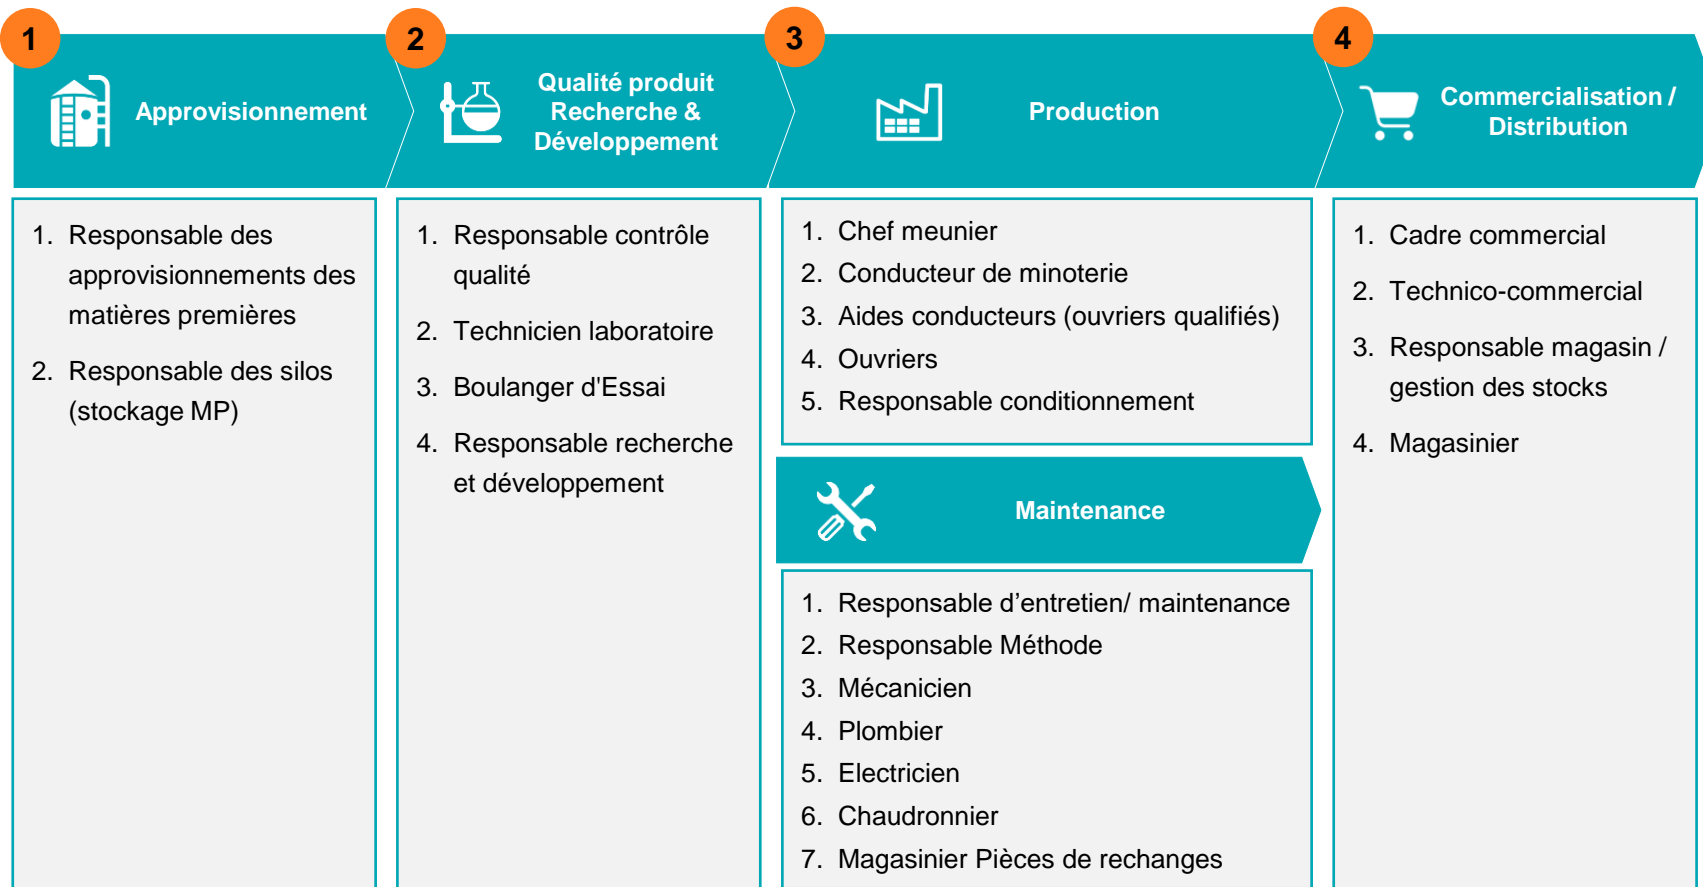 1
Approvisionnement
1. Responsable des
approvisionnements des
matières premières
2. Responsable des silos
(stockage MP)
2
Qualité produit
Recherche &
Développement
1. Responsable contrôle
qualité
2. Technicien laboratoire
3. Boulanger d'Essai
4. Responsable recherche
et développement
3
Production
1. Chef meunier
2. Conducteur de minoterie
3. Aides conducteurs (ouvriers qualifiés)
4. Ouvriers
5. Responsable conditionnement
Maintenance
1. Responsable d’entretien/ maintenance
2. Responsable Méthode
3. Mécanicien
4. Plombier
5. Electricien
6. Chaudronnier
7. Magasinier Pièces de rechanges
4
Commercialisation /
Distribution
1. Cadre commercial
2. Technico-commercial
3. Responsable magasin /
gestion des stocks
4. Magasinier